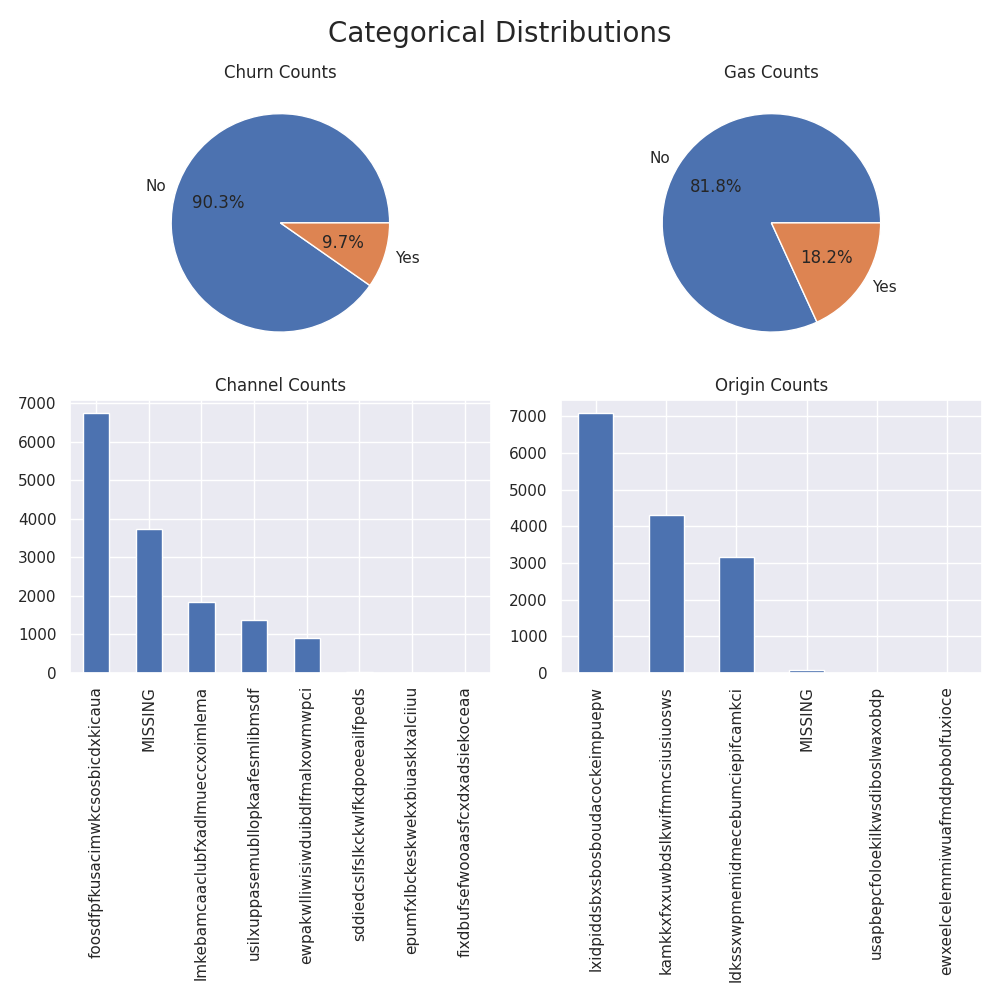 Categorical Distributions
Churn Counts
No
90.3%
9.7%
Yes
Gas Counts
No
81.8%
18.2%
Yes
Channel Counts
7000
6000
5000
4000
3000
2000
1000
0
foosdfpfkusacimwkcsosbicdxkicaua
MISSING
lmkebamcaaclubfxadlmueccxoimlema
usilxuppasemubllopkaafesmlibmsdf
ewpakwlliwisiwduibdlfmalxowmwpci
sddiedcslfslkckwlfkdpoeeailfpeds
epumfxlbckeskwekxbiuasklxalciiuu
fixdbufsefwooaasfcxdxadsiekoceaa
Origin Counts
7000
6000
5000
4000
3000
2000
1000
0
lxidpiddsbxsbosboudacockeimpuepw
kamkkxfxxuwbdslkwifmmcsiusiuosws
ldkssxwpmemidmecebumciepifcamkci
MISSING
usapbepcfoloekilkwsdiboslwaxobdp
ewxeelcelemmiwuafmddpobolfuxioce